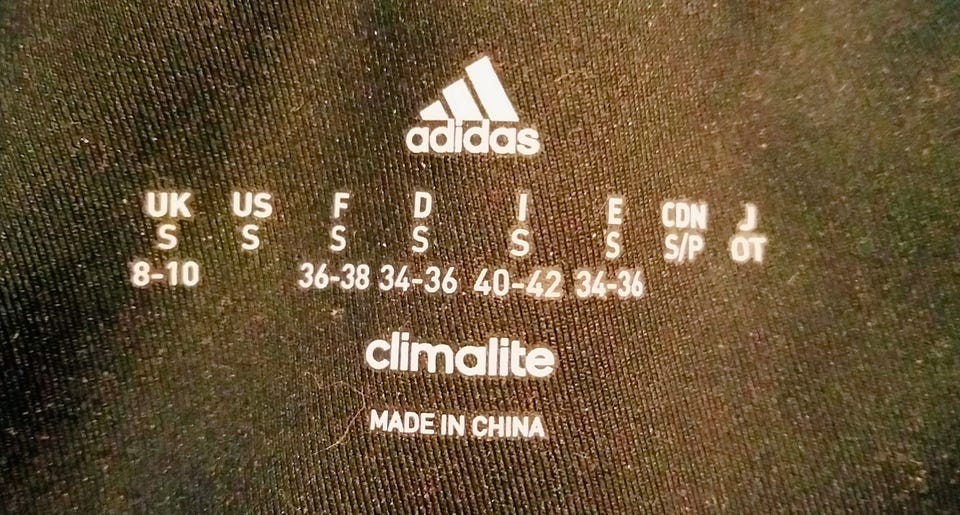 adidas
UK US F D I E CDN J
S S S S S S S/P OT
8-10 36-38 34-36 40-42 34-36
climalite
MADE IN CHINA